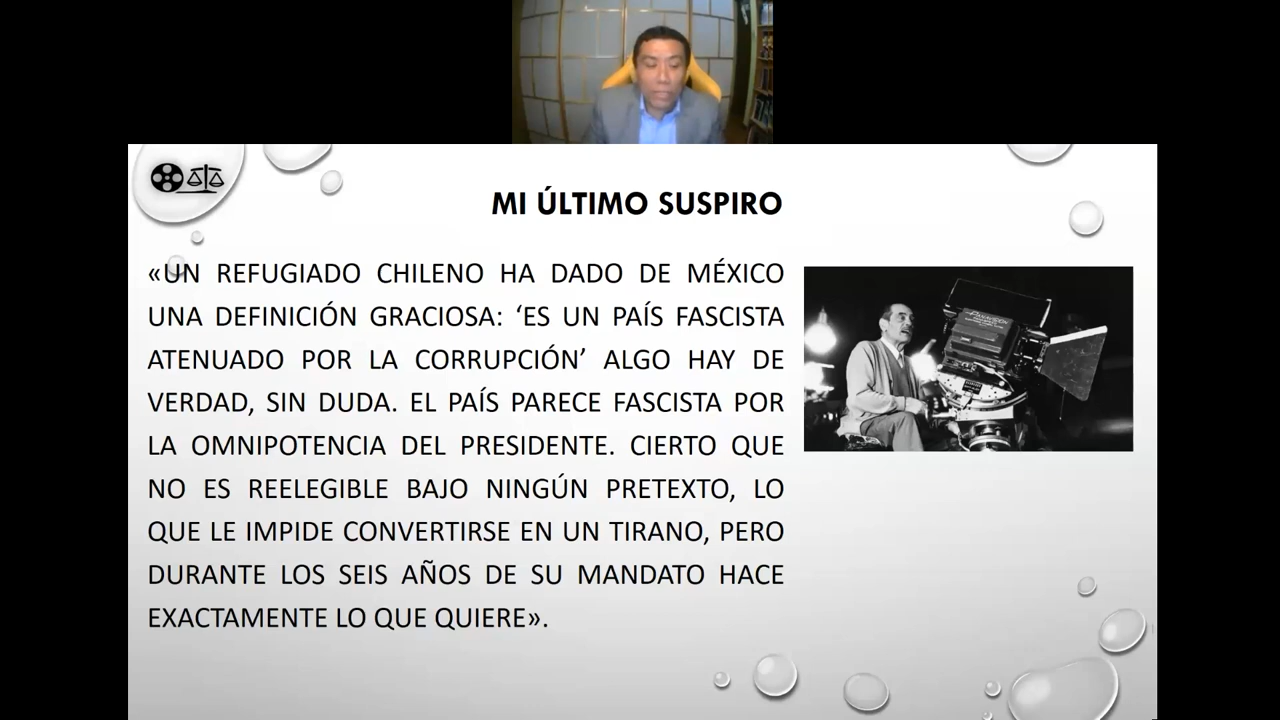 MI ÚLTIMO SUSPIRO
«UN REFUGIADO CHILENO HA DADO DE MÉXICO
UNA DEFINICIÓN GRACIOSA: ‘ES UN PAÍS FASCISTA
ATENUADO POR LA CORRUPCIÓN’ ALGO HAY DE
VERDAD, SIN DUDA. EL PAÍS PARECE FASCISTA POR
LA OMNIPOTENCIA DEL PRESIDENTE. CIERTO QUE
NO ES REELEGIBLE BAJO NINGÚN PRETEXTO, LO
QUE LE IMPIDE CONVERTIRSE EN UN TIRANO, PERO
DURANTE LOS SEIS AÑOS DE SU MANDATO HACE
EXACTAMENTE LO QUE QUIERE».